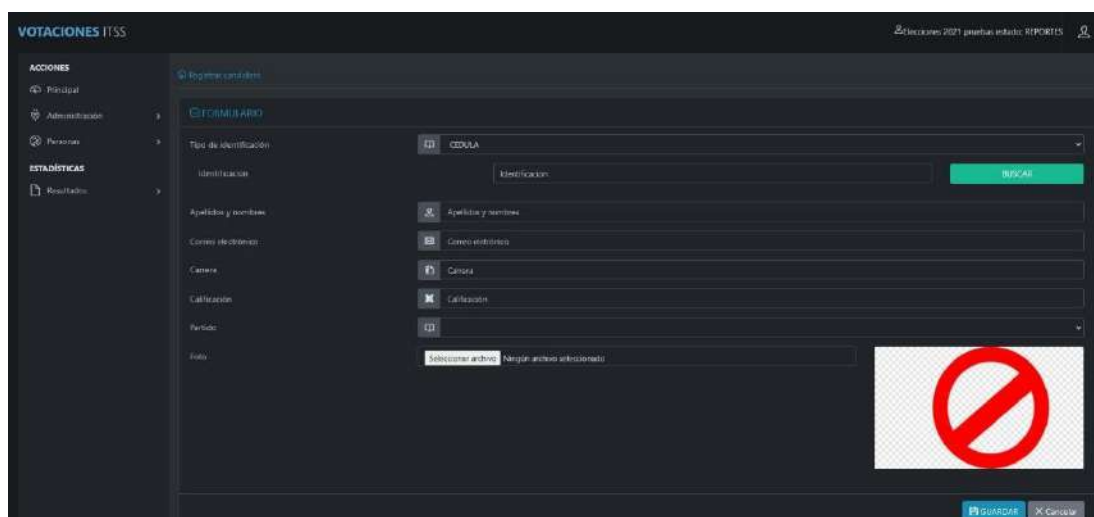 VOTACIONES ITSS
Elecciones 2021 pruebas estado: REPORTES
ACCIONES
Principal
Administración
Personas
ESTADÍSTICAS
Resultados
Registrar candidato
FORMULARIO
Tipo de identificación
CEDULA
Identificación
Identificacion
BUSCAR
Apellidos y nombres
Apellidos y nombres
Correo electrónico
Correo elctrónico
Carrera
Carrera
Calificación
Calificación
Partido
Foto
Seleccionar archivo Ningún archivo seleccionado
GUARDAR
Cancelar